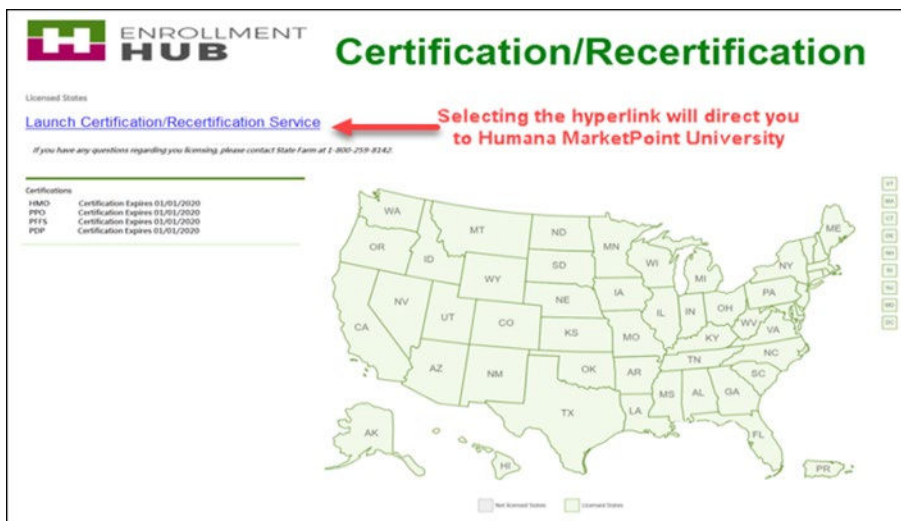 ENROLLMENT
HUB
Certification/Recertification
Licensed States
Launch Certification/Recertification Service
Selecting the hyperlink will direct you
to Humana MarketPoint University
If you have any questions regarding you licensing, please contact State Farm at 1-800-259-8142.
Certifications
HMO Certification Expires 01/01/2020
PPO Certification Expires 01/01/2020
PFFS Certification Expires 01/01/2020
PDP Certification Expires 01/01/2020
WA
MT
ND
MN
ME
OR
ID
WY
SD
WI
MI
NY
NV
NE
IA
PA
CA
UT
CO
KS
MO
IL
IN
OH
WV
VA
KY
AZ
NM
OK
AR
TN
NC
SC
TX
LA
MS
AL
GA
AK
HI
FL
PR
VT
MA
CT
NH
RI
NJ
MD
DC
Not licensed States
Licensed States